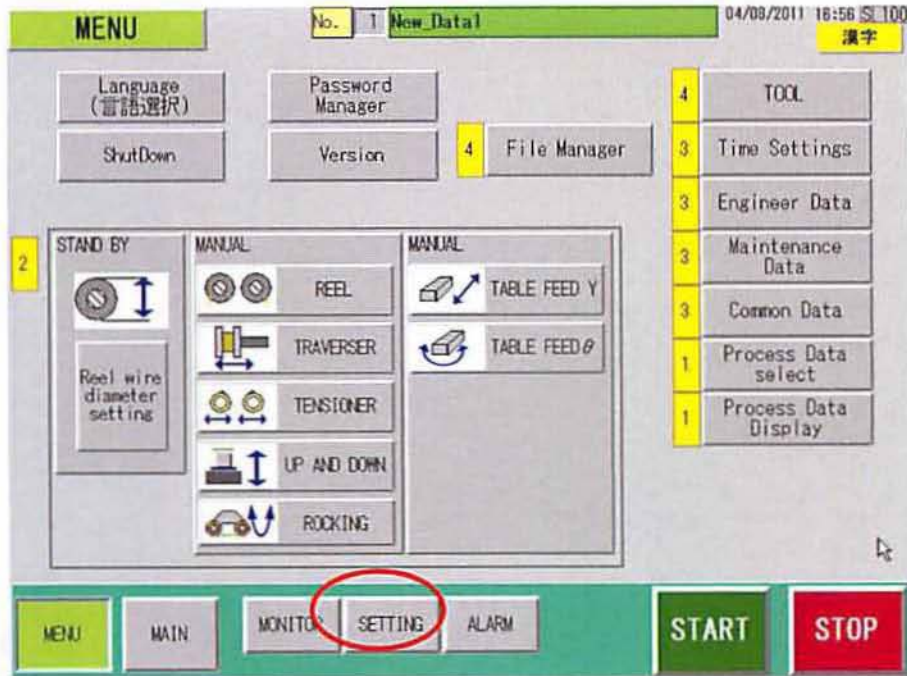 MENU
No. 1 New_Data1
04/08/2011 16:56 SL 100
漢字
Language
(言語選択)
Password
Manager
ShutDown
Version
4 File Manager
4 TOOL
3 Time Settings
3 Engineer Data
3 Maintenance
Data
3 Common Data
1 Process Data
select
1 Process Data
Display
2
STAND BY
Reel wire
diameter
setting
MANUAL
REEL
TRAVERSER
TENSIONER
UP AND DOWN
ROCKING
MANUAL
TABLE FEED Y
TABLE FEED θ
MENU
MAIN
MONITOR
SETTING
ALARM
START
STOP